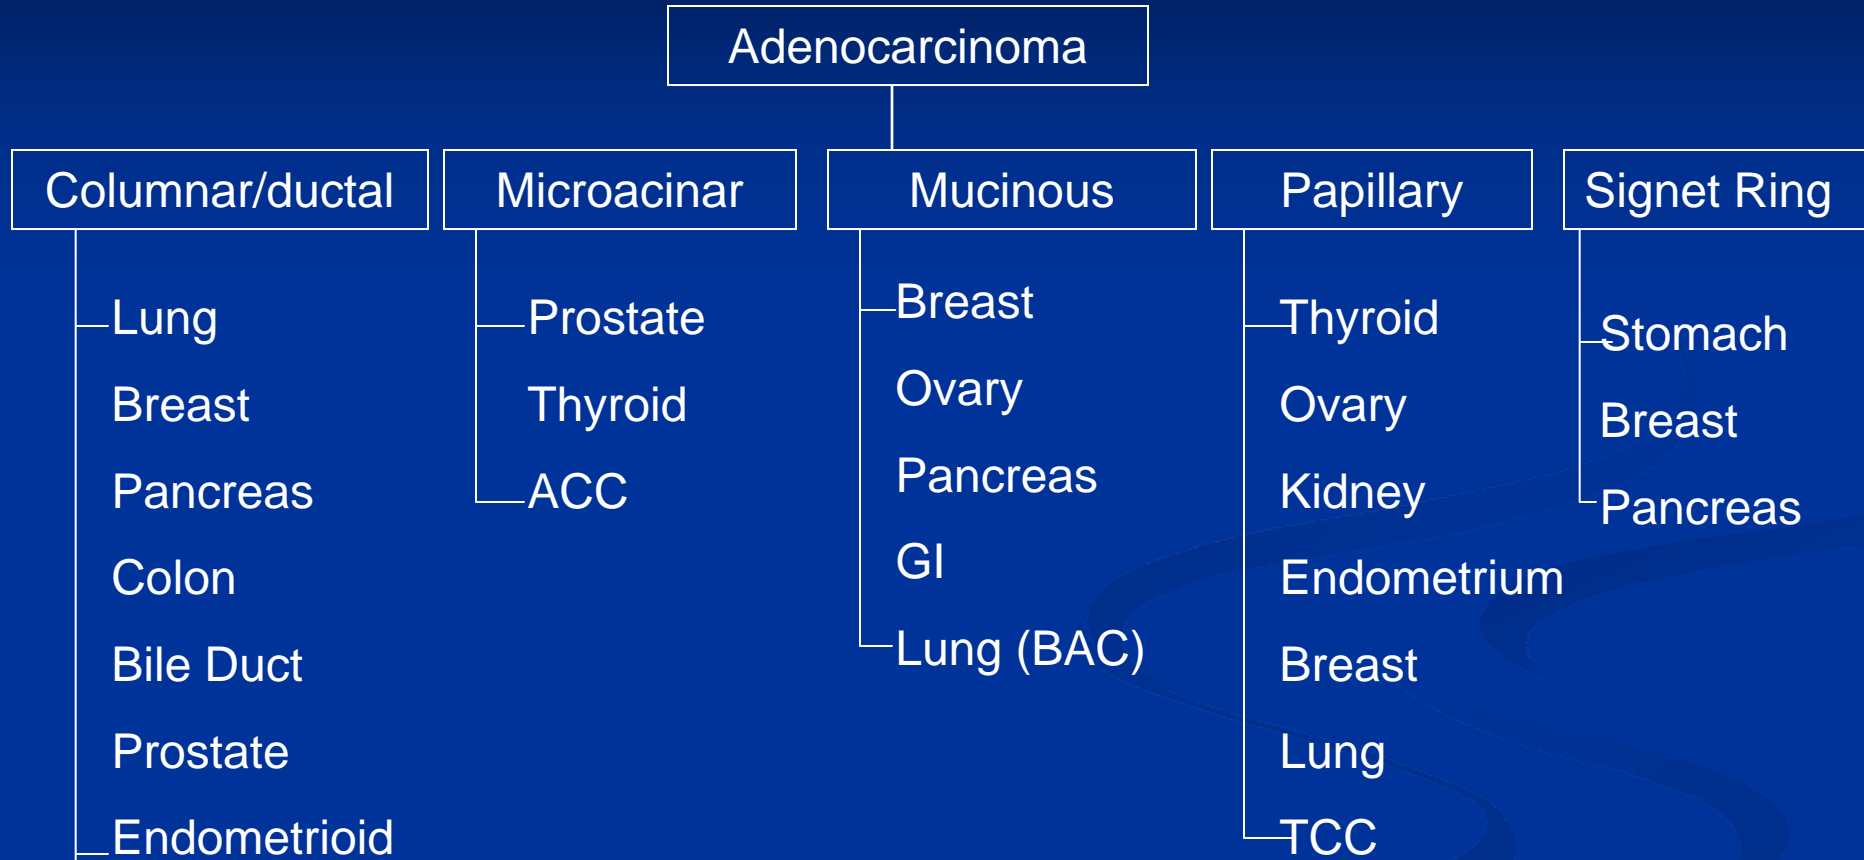 Adenocarcinoma
Columnar/ductal
Lung
Breast
Pancreas
Colon
Bile Duct
Prostate
Endometrioid
Microacinar
Prostate
Thyroid
ACC
Mucinous
Breast
Ovary
Pancreas
GI
Lung (BAC)
Papillary
Thyroid
Ovary
Kidney
Endometrium
Breast
Lung
TCC
Signet Ring
Stomach
Breast
Pancreas